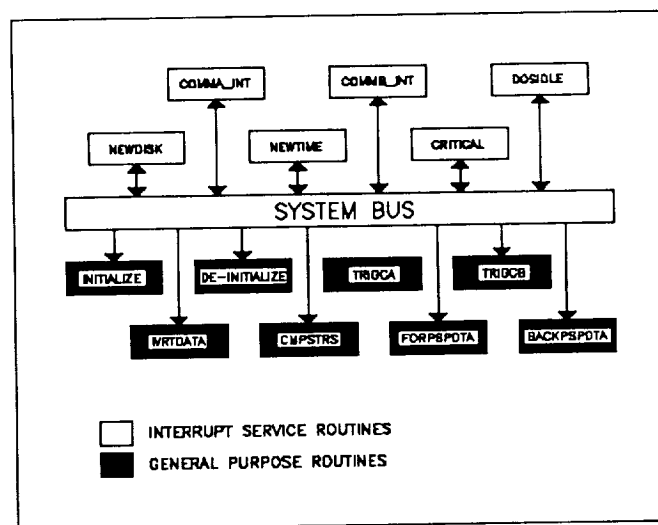 COMMA_INT
COMMB_INT
DOSIDLE
NEWDISK
NEWTIME
CRITICAL
SYSTEM BUS
INITIALIZE
DE-INITIALIZE
TRIGCA
TRIGCB
WRTDATA
CMPSTRS
FORPSPDTA
BACKPSPDTA
INTERRUPT SERVICE ROUTINES
GENERAL PURPOSE ROUTINES